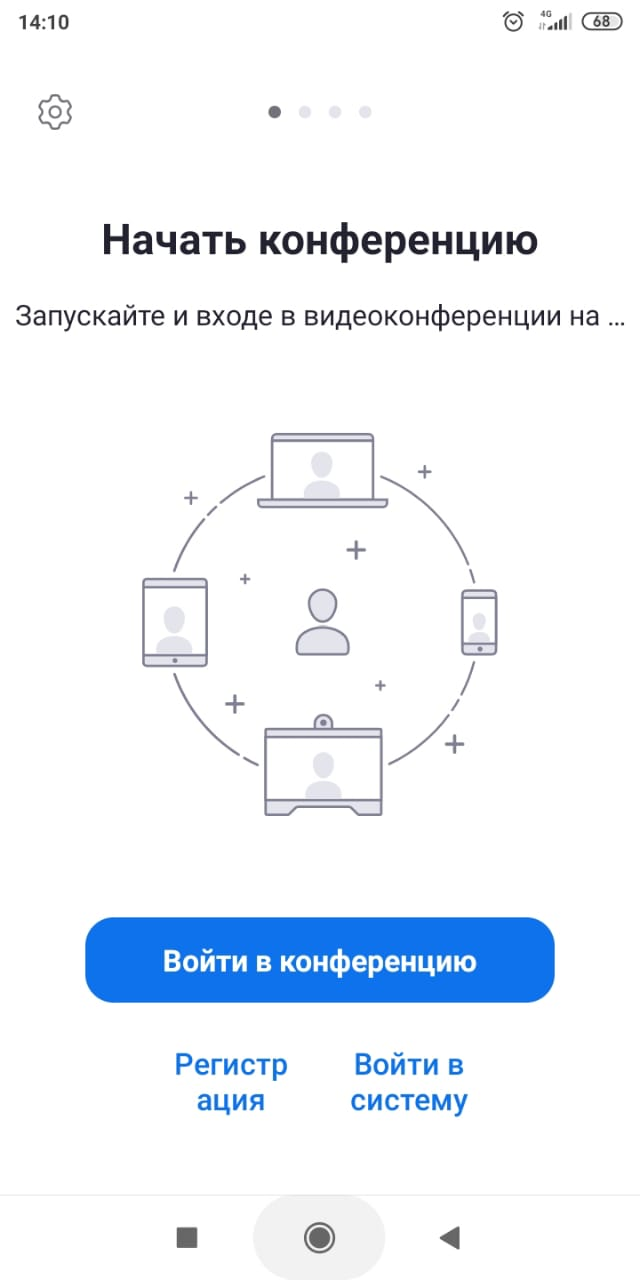 14:10
4G
68
Начать конференцию
Запускайте и входе в видеоконференции на ...
Войти в конференцию
Регистр
ация
Войти в
систему